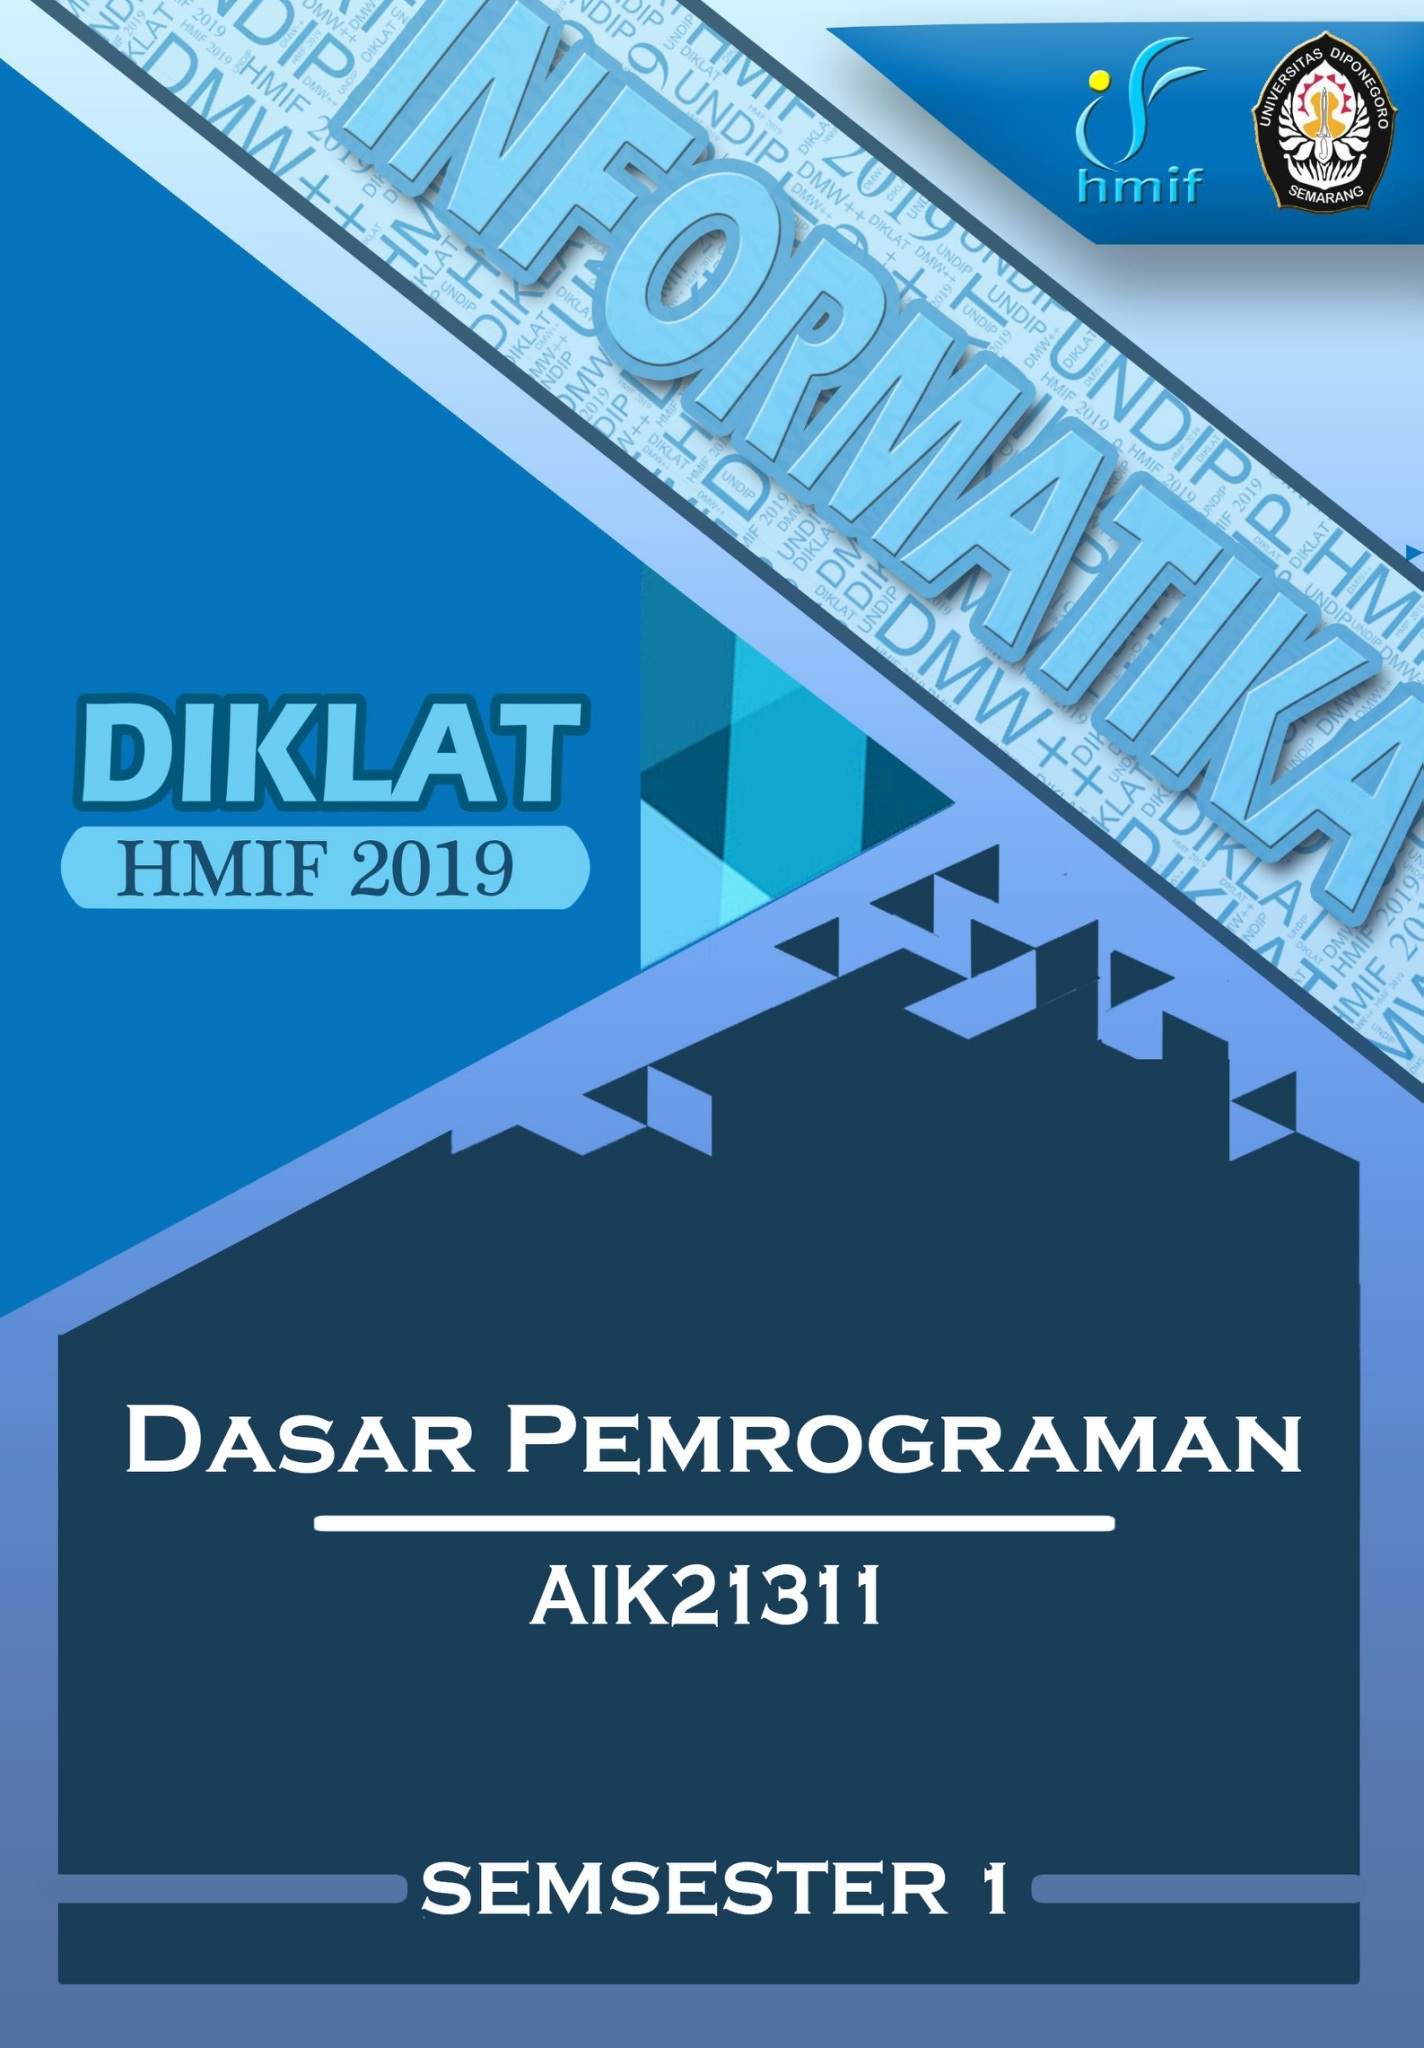 INFORMATIKA
hmif
UNIVERSITAS DIPONEGORO
SEMARANG
DIKLAT
HMIF 2019
DASAR PEMROGRAMAN
AIK21311
SEMSESTER 1